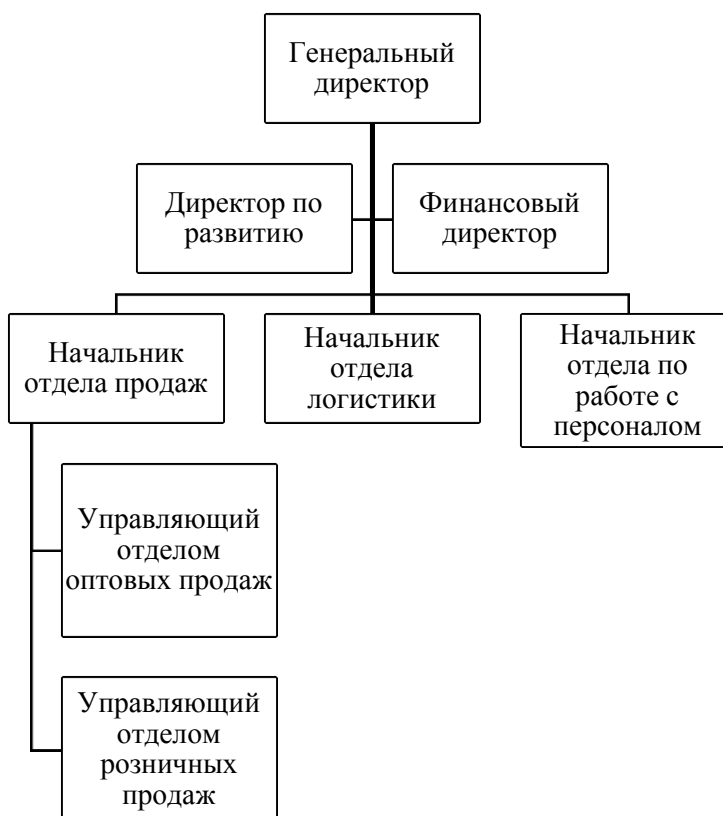 Генеральный
директор
Директор по
развитию
Финансовый
директор
Начальник
отдела продаж
Начальник
отдела
логистики
Начальник
отдела по
работе с
персоналом
Управляющий
отделом
оптовых продаж
Управляющий
отделом
розничных
продаж